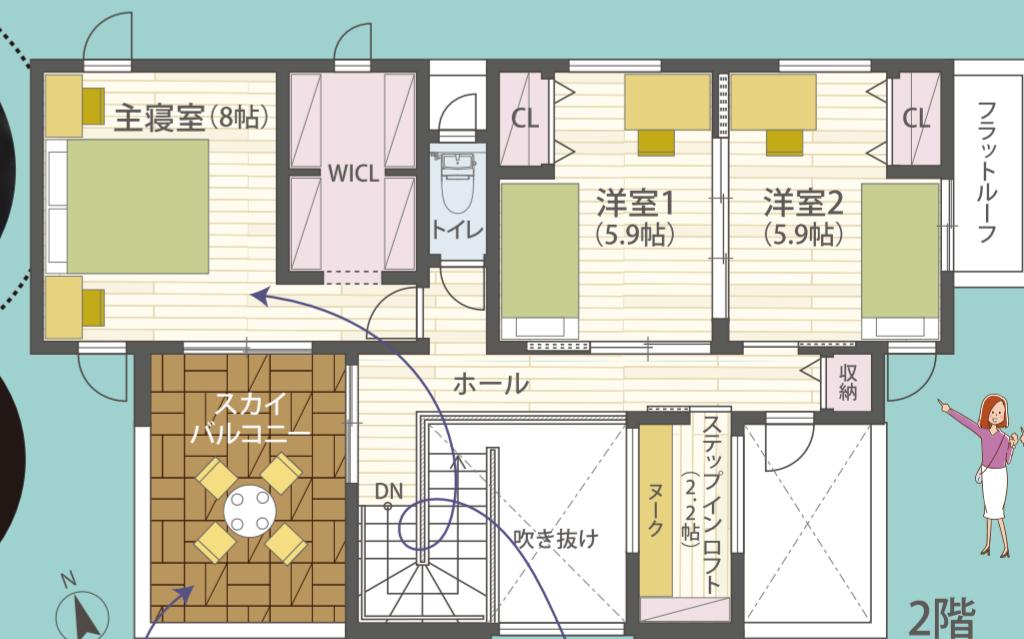 主寝室(8帖)
WICL
トイレ
CL
洋室1
(5.9帖)
洋室2
(5.9帖)
CL
フラットルーフ
ホール
収納
スカイ
バルコニー
DN
吹き抜け
ヌーク
ステップインロフト
(2.2帖)
N
2階